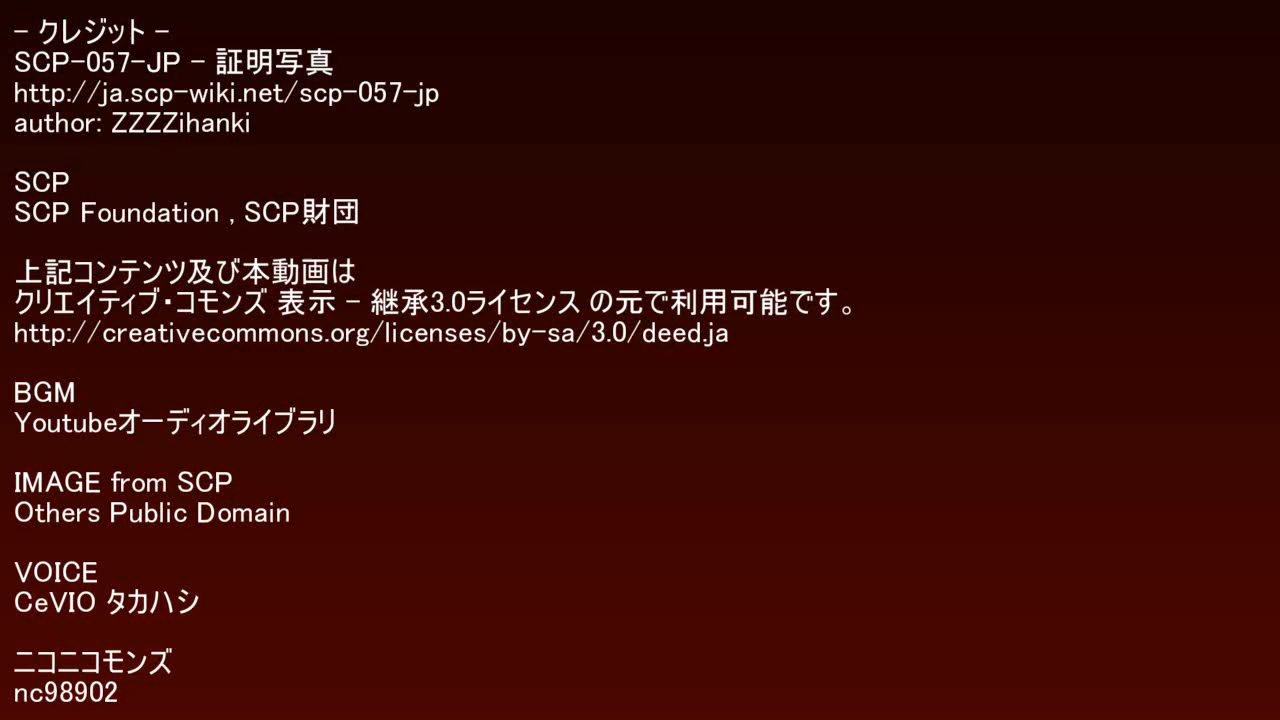 - クレジット -
SCP-057-JP - 証明写真
http://ja.scp-wiki.net/scp-057-jp
author: ZZZZihanki
SCP
SCP Foundation , SCP財団
上記コンテンツ及び本動画は
クリエイティブ・コモンズ 表示 - 継承3.0ライセンス の元で利用可能です。
http://creativecommons.org/licenses/by-sa/3.0/deed.ja
BGM
Youtubeオーディオライブラリ
IMAGE from SCP
Others Public Domain
VOICE
CeVIO タカハシ
ニコニコモンズ
nc98902